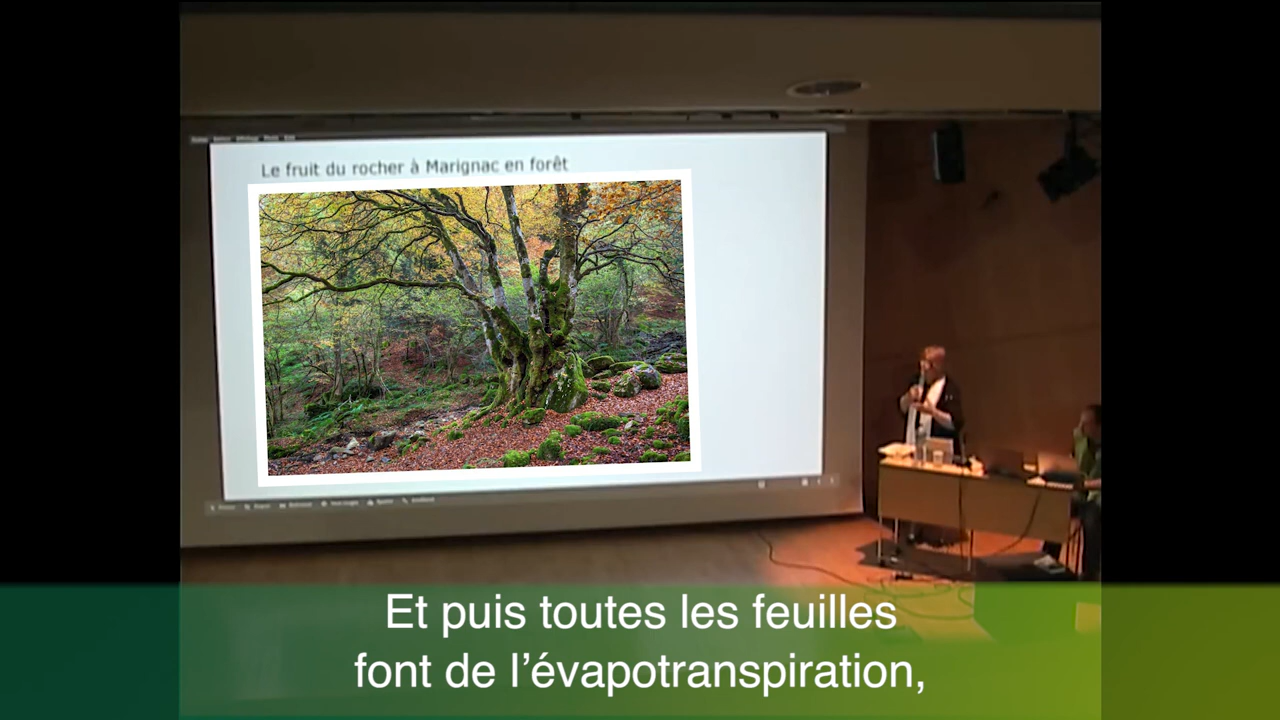 Le fruit du rocher à Marignac en forêt
Et puis toutes les feuilles
font de l’évapotranspiration,